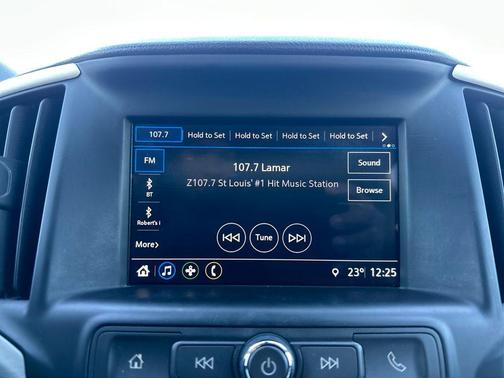 107.7 Hold to Set Hold to Set Hold to Set Hold to Set
FM
107.7 Lamar
Sound
Z107.7 St Louis' #1 Hit Music Station
BT
Browse
Robert's i
Tune
More
23° 12:25